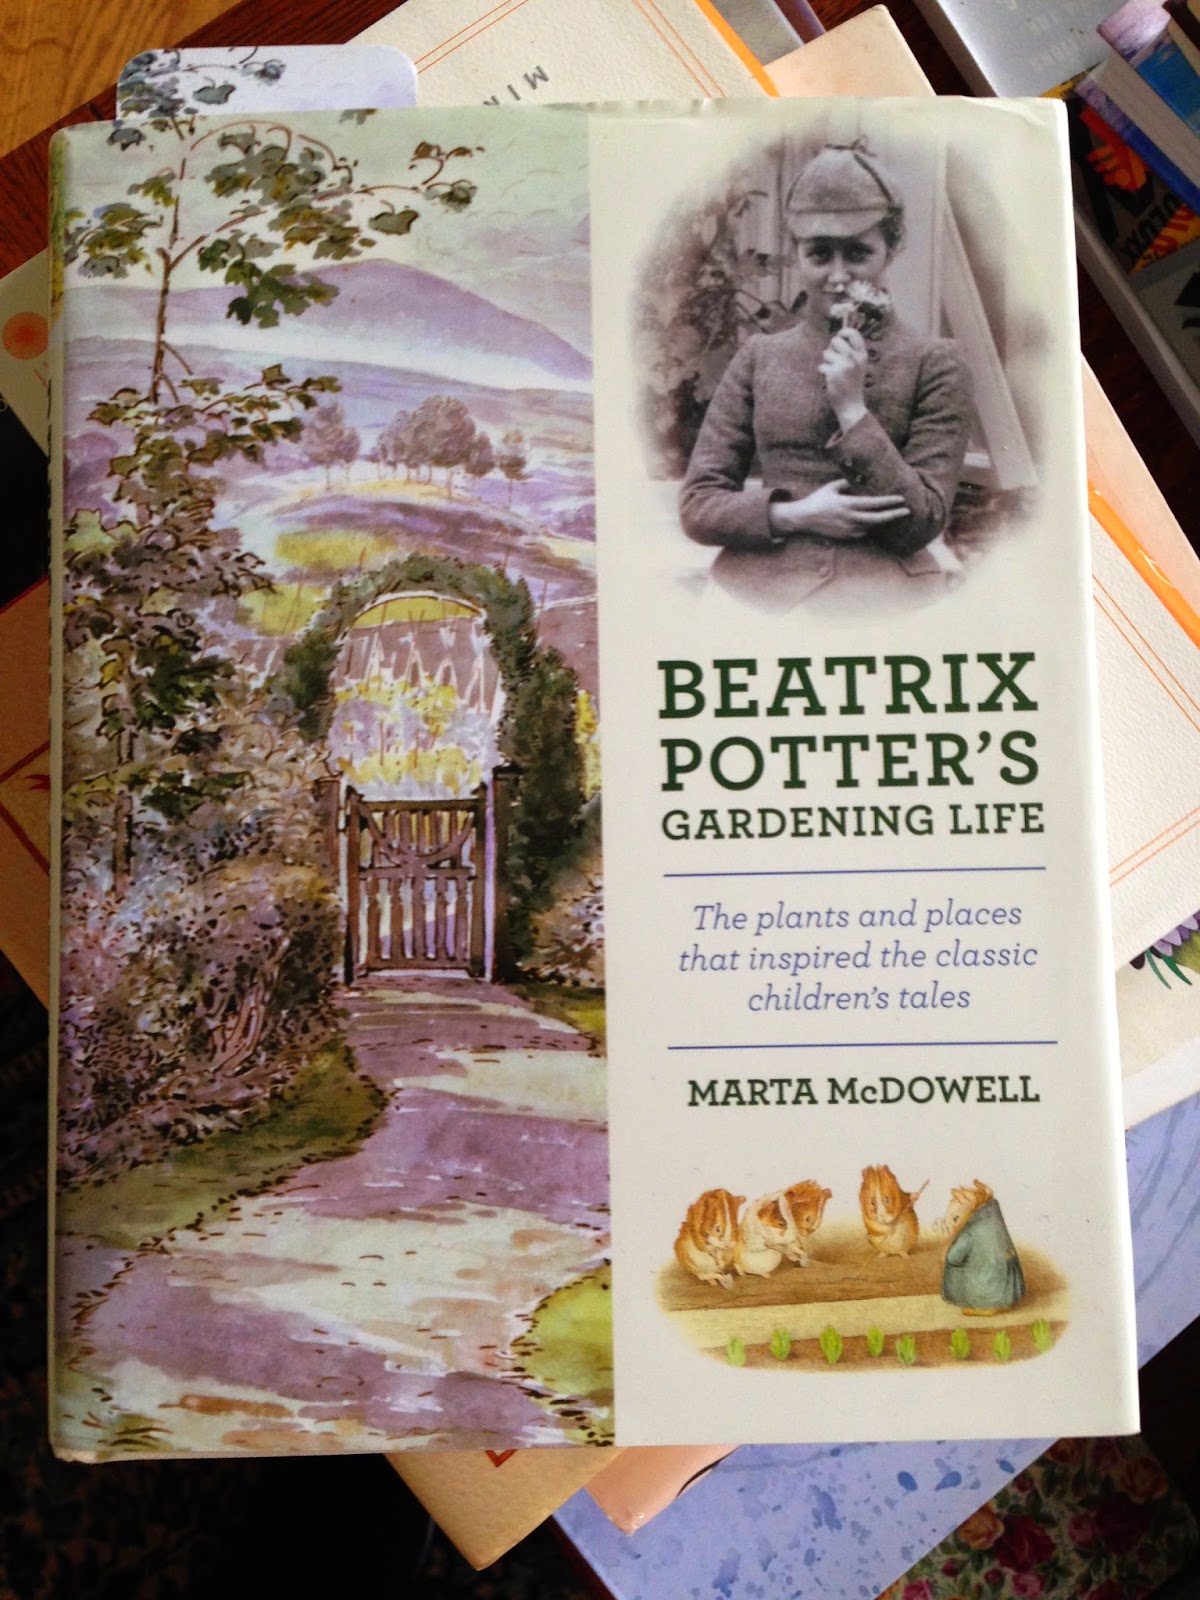 BEATRIX
POTTER'S
GARDENING LIFE
The plants and places
that inspired the classic
children's tales
MARTA McDOWELL